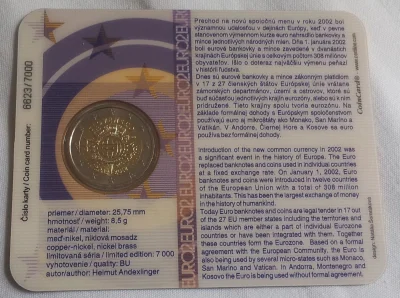 Prechod na novú spoločnú menu v roku 2002 bol
významnou udalosťou v dejinách Európy, keď v pevne
stanovenom výmennom kurze euro nahradilo bankovky a
mince jednotlivých národných mien. Dňa 1. januára 2002
boli eurové bankovky a mince zavedené v dvanástich
krajinách Európskej únie s celkovým počtom 308 miliónov
obyvateľov. Išlo o doteraz najväčšiu výmenu peňazí
v histórii ľudstva.
Dnes sú eurové bankovky a mince zákonným platidlom
v 17 z 27 členských štátov Európskej únie, vrátane
zámorských departmánov, území a ostrovov, ktoré sú
buď súčasťou jednotlivých krajín eurozóny, alebo sú k nim
pridružené. Tieto krajiny spolu tvoria eurozónu. Na
základe formálnej dohody s Európskym spoločenstvom
používajú euro aj mikroštáty ako Monako, San Maríno a
Vatikán. V Andorre, Čiernej Hore a Kosove sa euro
používa bez formálnej dohody.
Introduction of the new common currency in 2002 was
a significant event in the history of Europe. The Euro
replaced banknotes and coins used in individual countries
at a fixed exchange rate. On January 1, 2002, Euro
banknotes and coins were introduced in twelve countries
of the European Union with a total of 308 million
inhabitants. This has been the largest exchange of money
in the history of humankind.
Today Euro banknotes and coins are legal tender in 17 out
of the 27 EU member states including the territories and
islands which are either a part of individual Eurozone
countries or have been integrated with them. Together
these countries form the Eurozone. Based on a formal
agreement with the European Community, the Euro is
also being used by several micro-states such as Monaco,
San Marino and Vatican. In Andorra, Montenegro and
Kosovo the Euro is being used without formal agreement.
Číslo karty / Coin card number: 6623/7000
priemer / diameter: 25,75 mm
hmotnosť / weight: 8,5 g
materiál / material:
meď-nikel, niklová mosadz
copper-nickel, nickel brass
limitovaná séria / limited edition: 7 000
vyhotovenie / quality: BU
autor/author: Helmut Andexlinger
CoinCard®